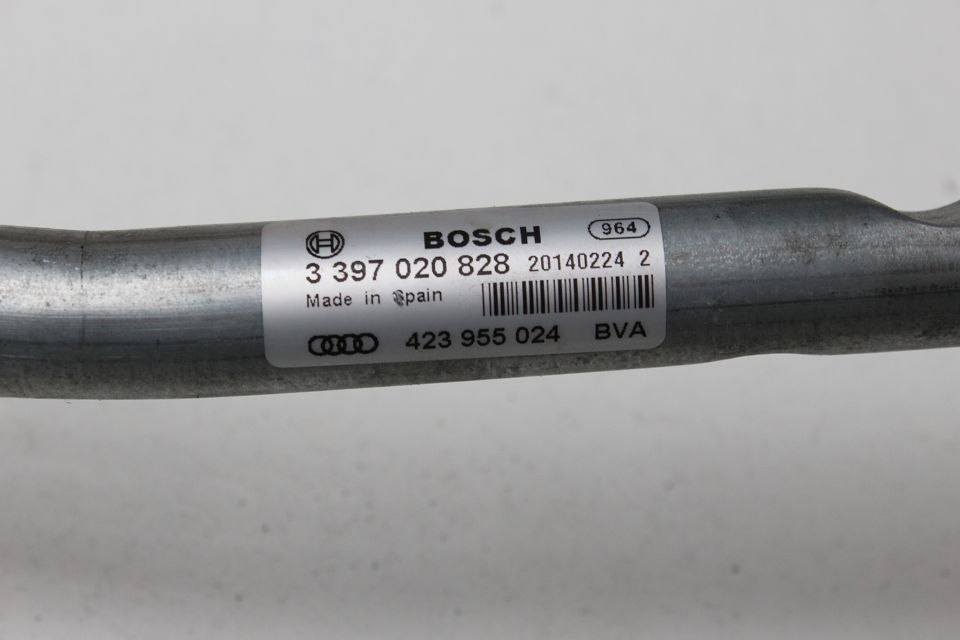 BOSCH 964
3 397 020 828 20140224 2
Made in Spain
423 955 024 BVA